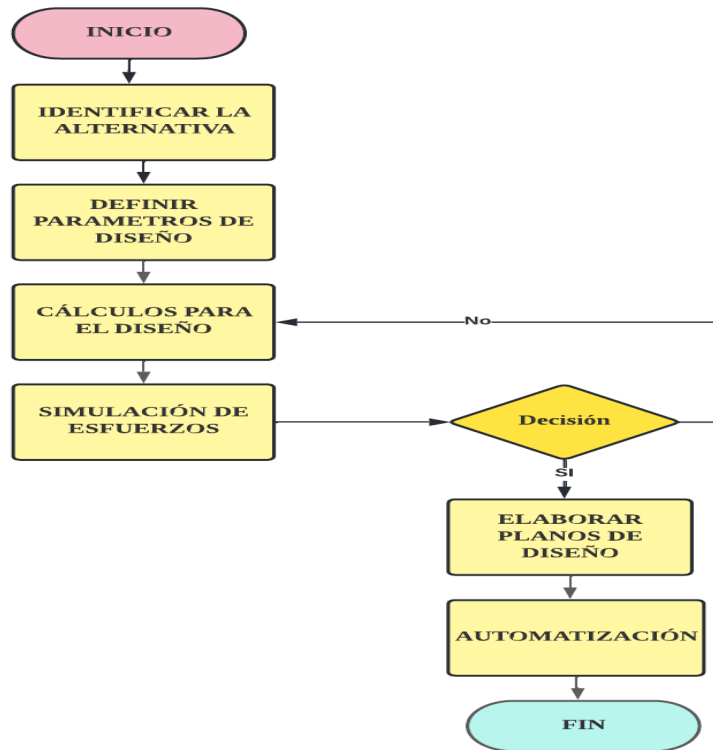 INICIO
IDENTIFICAR LA
ALTERNATIVA
DEFINIR
PARAMETROS DE
DISEÑO
CÁLCULOS PARA
EL DISEÑO
No
SIMULACIÓN DE
ESFUERZOS
Decisión
SI
ELABORAR
PLANOS DE
DISEÑO
AUTOMATIZACIÓN
FIN